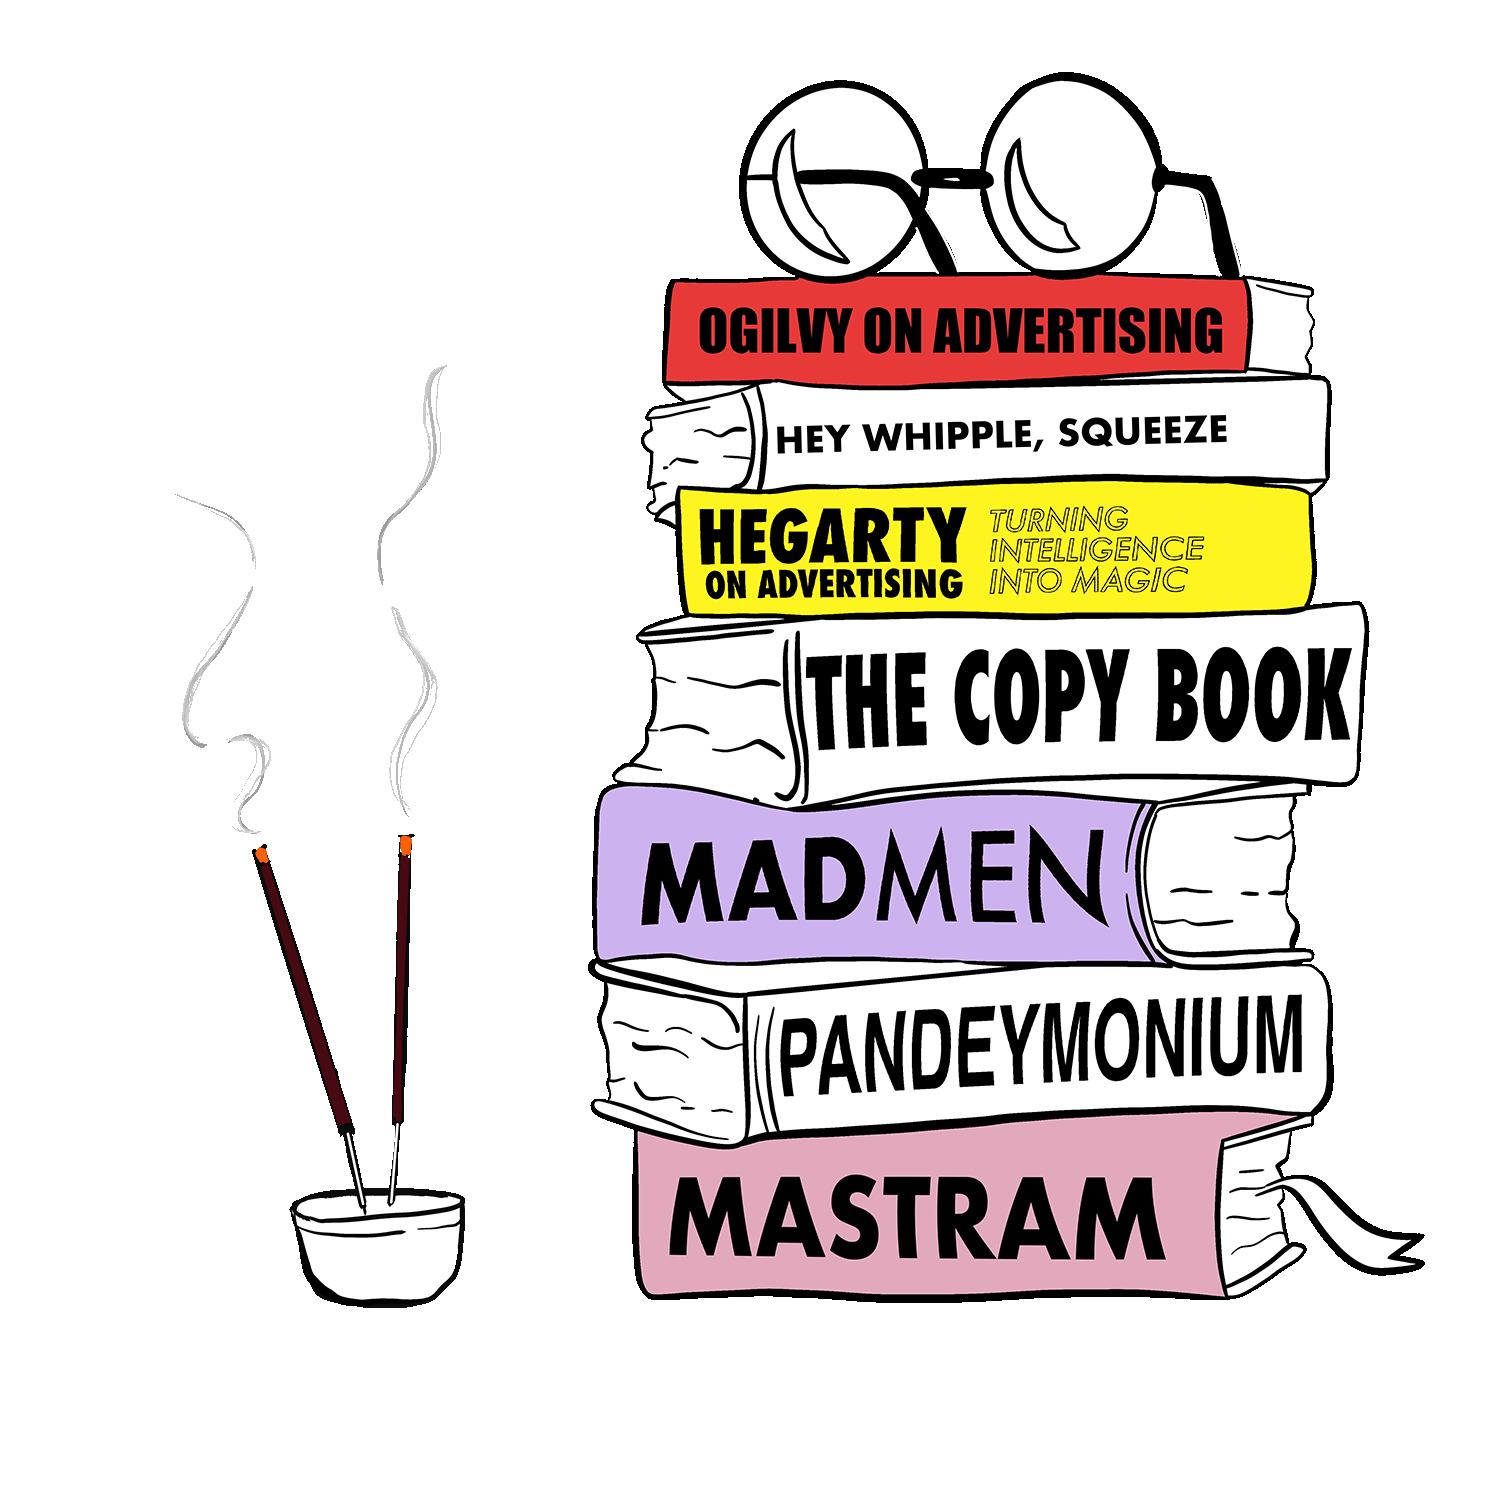 OGILVY ON ADVERTISING
HEY WHIPPLE, SQUEEZE
HEGARTY
ON ADVERTISING
TURNING
INTELLIGENCE
INTO MAGIC
THE COPY BOOK
MADMEN
PANDEYMONIUM
MASTRAM